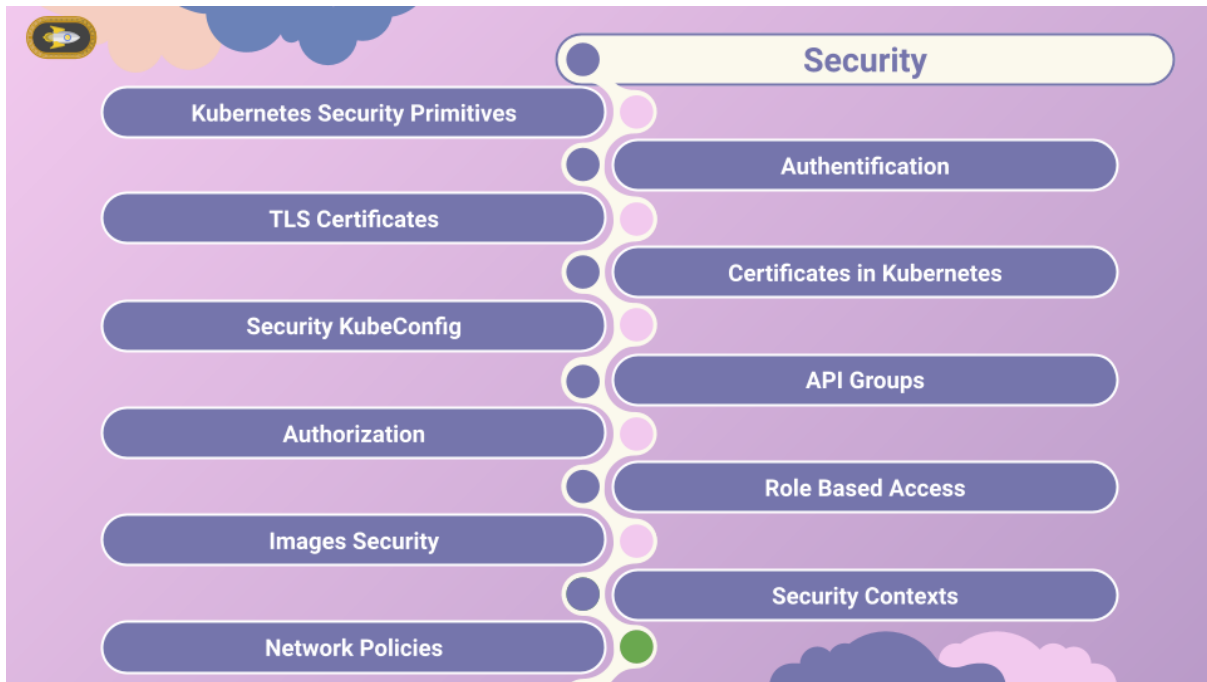 Security
Kubernetes Security Primitives
Authentification
TLS Certificates
Certificates in Kubernetes
Security KubeConfig
API Groups
Authorization
Role Based Access
Images Security
Security Contexts
Network Policies